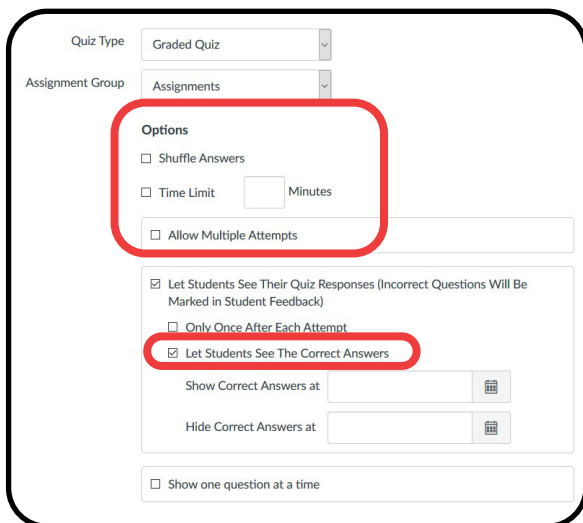 Quiz Type Graded Quiz
Assignment Group Assignments
Options
Shuffle Answers
Time Limit Minutes
Allow Multiple Attempts
Let Students See Their Quiz Responses (Incorrect Questions Will Be
Marked in Student Feedback)
Only Once After Each Attempt
Let Students See The Correct Answers
Show Correct Answers at
Hide Correct Answers at
Show one question at a time